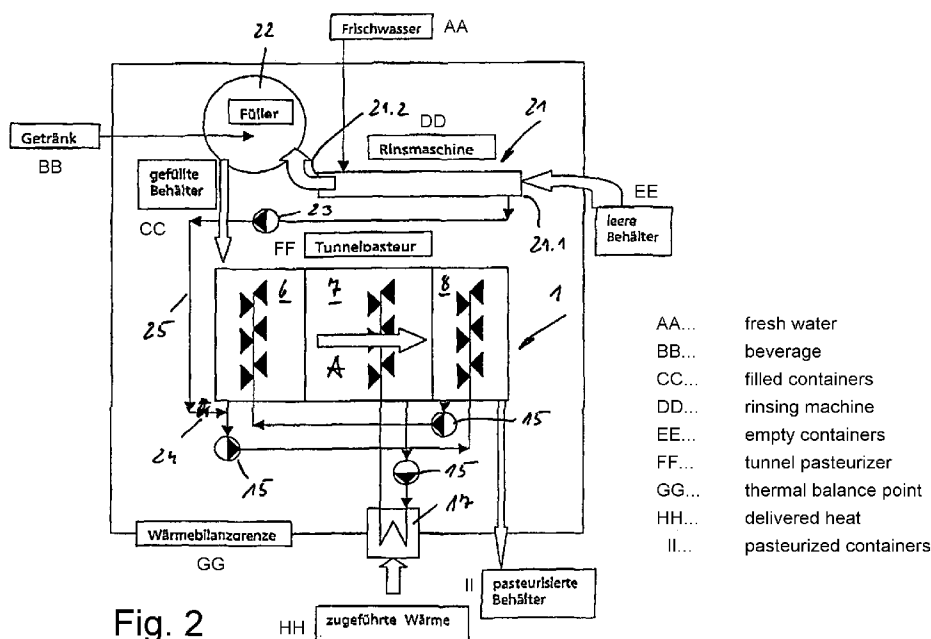 22
Frischwasser
AA
Füller
21.2
DD
21
Rinsmaschine
Getränk
BB
gefüllte
Behälter
EE
leere
Behälter
CC
23
21.1
FF
Tunnelpasteur
25
6
7
8
1
A
24
15
15
15
17
Wärmebilanzgrenze
GG
II
pasteurisierte
Behälter
HH
zugeführte Wärme
Fig. 2
AA... fresh water
BB... beverage
CC... filled containers
DD... rinsing machine
EE... empty containers
FF... tunnel pasteurizer
GG... thermal balance point
HH... delivered heat
II... pasteurized containers